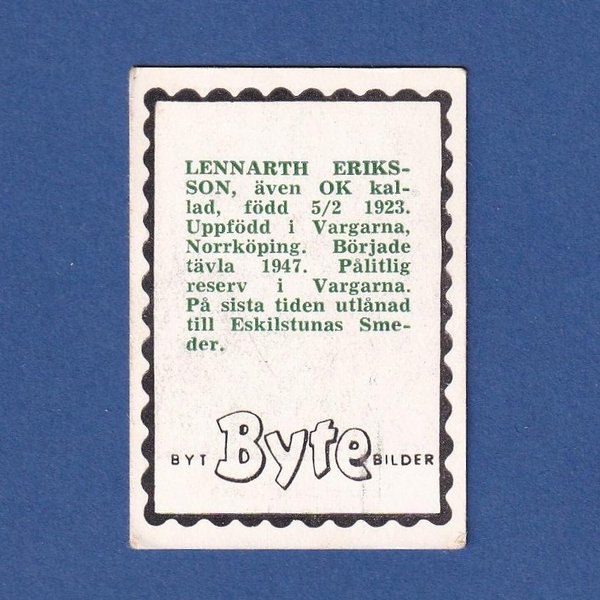 LENNARTH ERIKS-
SON, även OK kal-
lad, född 5/2 1923.
Uppfödd i Vargarna,
Norrköping. Började
tävla 1947. Pålitlig
reserv i Vargarna.
På sista tiden utlånad
till Eskilstunas Sme-
der.
BYT Byte BILDER